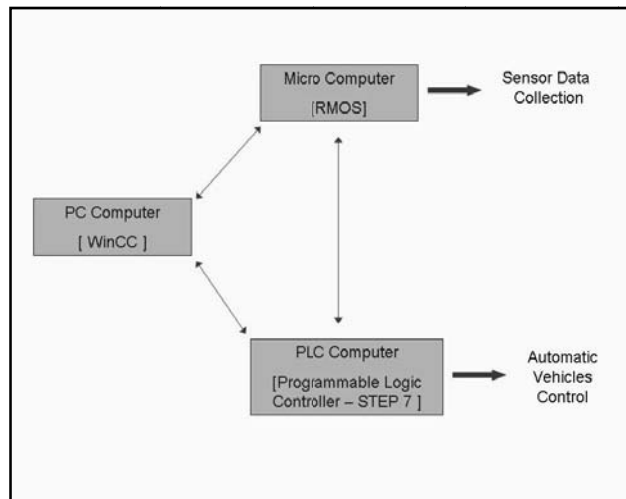 Micro Computer
[RMOS]
Sensor Data
Collection
PC Computer
[ WinCC ]
PLC Computer
[Programmable Logic
Controller – STEP 7 ]
Automatic
Vehicles
Control